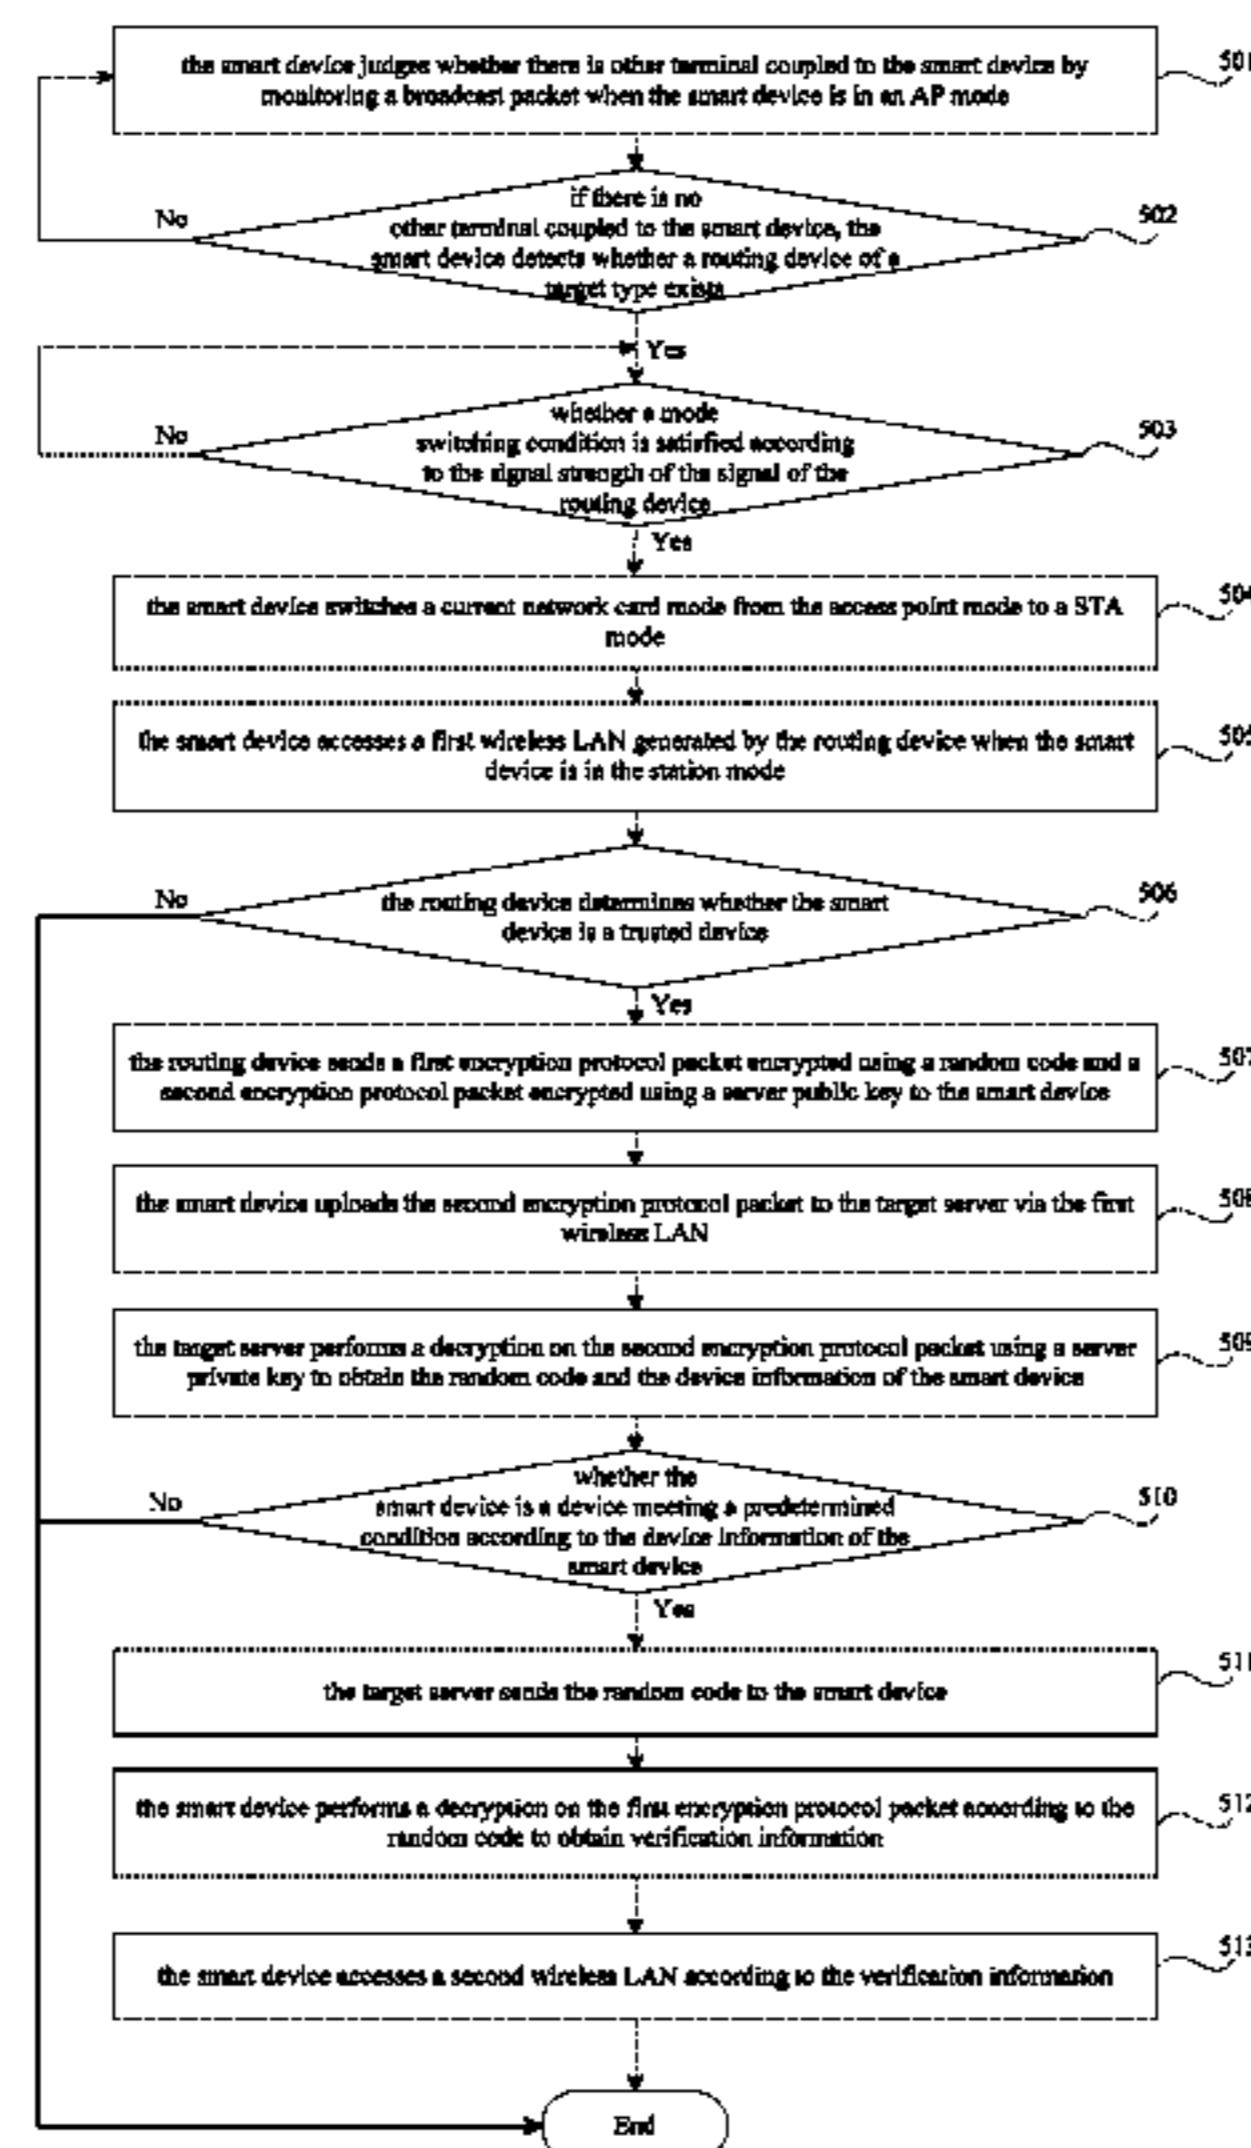 the smart device judges whether there is other terminal coupled to the smart device by
monitoring a broadcast packet when the smart device is in an AP mode
501
if there is no
other terminal coupled to the smart device, the
smart device detects whether a routing device of a
target type exists
502
No
Yes
whether a mode
switching condition is satisfied according
to the signal strength of the signal of the
routing device
503
No
Yes
the smart device switches a current network card mode from the access point mode to a STA
mode
504
the smart device accesses a first wireless LAN generated by the routing device when the smart
device is in the station mode
505
the routing device determines whether the smart
device is a trusted device
506
No
Yes
the routing device sends a first encryption protocol packet encrypted using a random code and a
second encryption protocol packet encrypted using a server public key to the smart device
507
the smart device uploads the second encryption protocol packet to the target server via the first
wireless LAN
508
the target server performs a decryption on the second encryption protocol packet using a server
private key to obtain the random code and the device information of the smart device
509
whether the
smart device is a device meeting a predetermined
condition according to the device information of the
smart device
510
No
Yes
the target server sends the random code to the smart device
511
the smart device performs a decryption on the first encryption protocol packet according to the
random code to obtain verification information
512
the smart device accesses a second wireless LAN according to the verification information
513
End